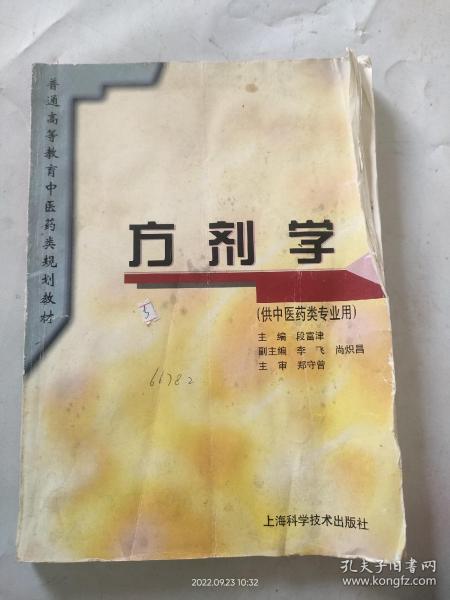 普通高等教育中医药类规划教材
方剂学
(供中医药类专业用)
主 编 段富津
副主编 李 飞 尚炽昌
主 审 郑守曾
5
66782
上海科学技术出版社
2022.09.23 10:32
孔夫子旧书网
www.kongfz.com